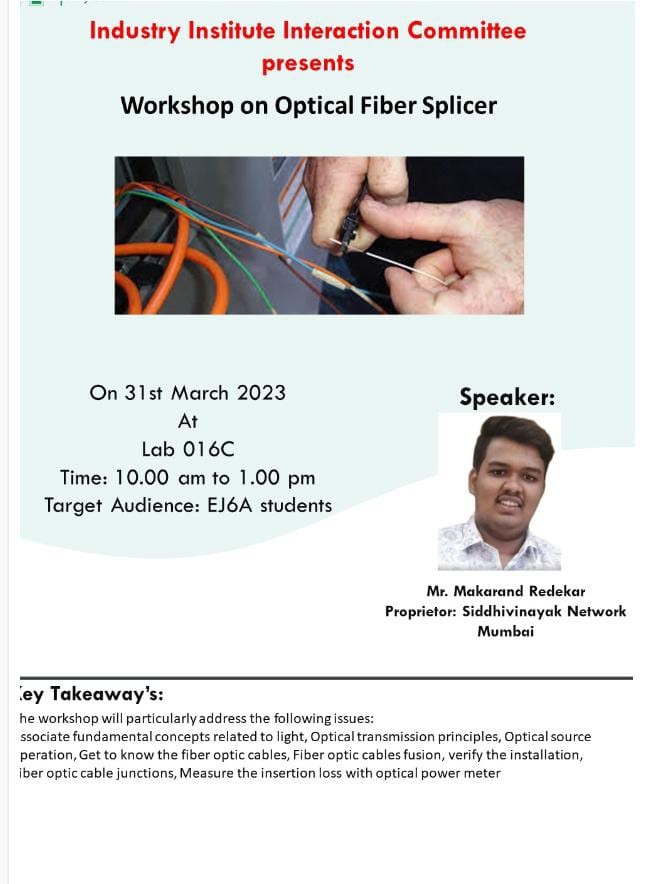 Industry Institute Interaction Committee
presents
Workshop on Optical Fiber Splicer
On 31st March 2023
At
Lab 016C
Time: 10.00 am to 1.00 pm
Target Audience: EJ6A students
Speaker:
Mr. Makarand Redekar
Proprietor: Siddhivinayak Network
Mumbai
ey Takeaway's:
he workshop will particularly address the following issues:
ssociate fundamental concepts related to light, Optical transmission principles, Optical source
peration, Get to know the fiber optic cables, Fiber optic cables fusion, verify the installation,
iber optic cable junctions, Measure the insertion loss with optical power meter